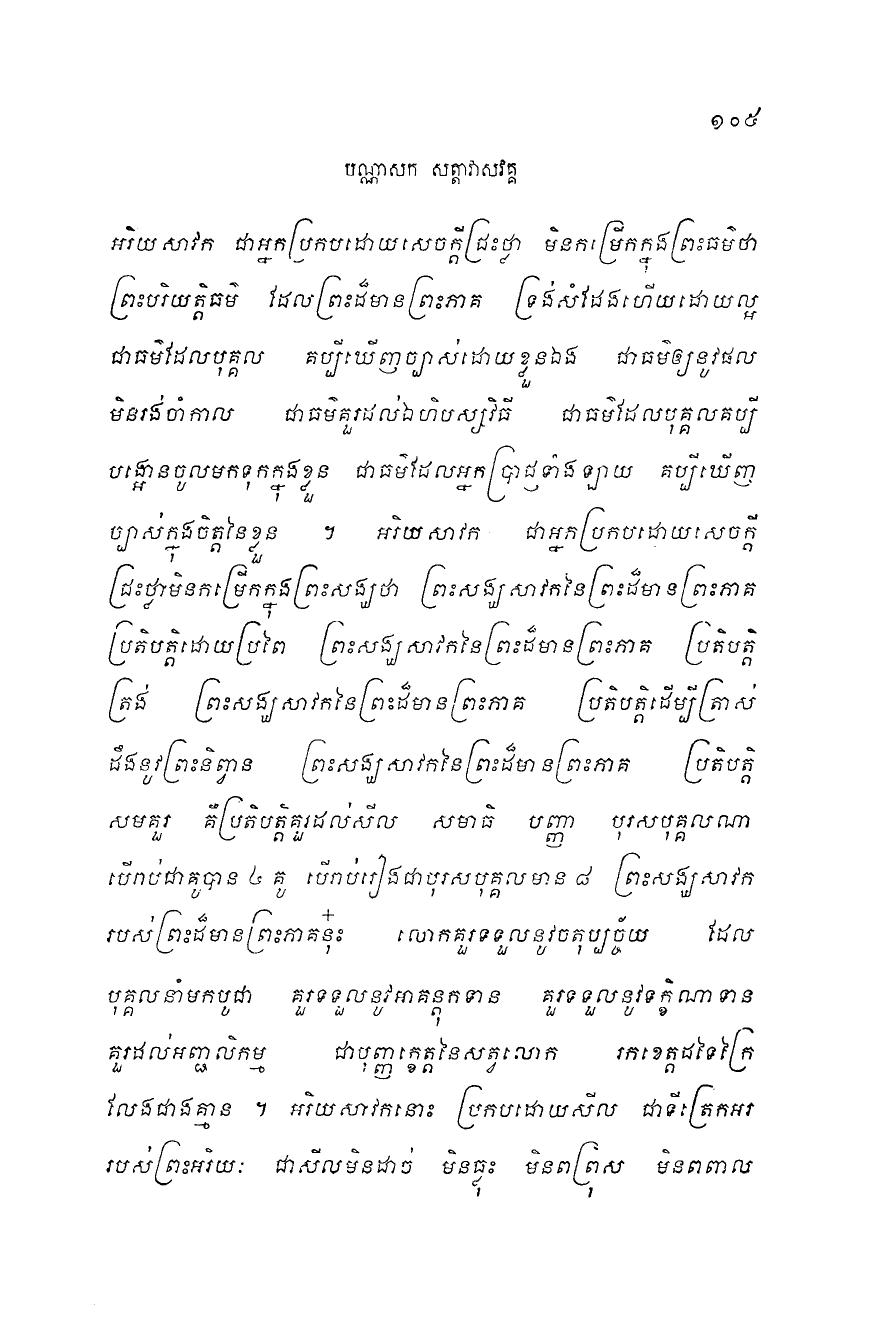 ១០៥
បណ្ណាសក សត្តាវាសវគ្គ
អរិយសាវក ជាអ្នកប្រកបដោយសេចក្តីជ្រះថ្លា មិនកម្រើកក្នុងព្រះធម៌ថា
ព្រះបរិយត្តិធម៌ ដែលព្រះដ៏មានព្រះភាគ ទ្រង់សំដែងហើយដោយល្អ
ជាធម៌ដែលបុគ្គល គប្បីឃើញច្បាស់ដោយខ្លួនឯង ជាធម៌ឲ្យនូវផល
មិនរង់ចាំកាល ជាធម៌គួរដល់ឯហិបស្សវិធី ជាធម៌ដែលបុគ្គលគប្បី
បង្អោនចូលមកទុកក្នុងខ្លួន ជាធម៌ដែលអ្នកប្រាជ្ញទាំងឡាយ គប្បីឃើញ
ច្បាស់ក្នុងចិត្តនៃខ្លួន ។ អរិយសាវក ជាអ្នកប្រកបដោយសេចក្តី
ជ្រះថ្លាមិនកម្រើកក្នុងព្រះសង្ឃថា ព្រះសង្ឃសាវកនៃព្រះដ៏មានព្រះភាគ
ប្រតិបត្តិដោយប្រពៃ ព្រះសង្ឃសាវកនៃព្រះដ៏មានព្រះភាគ ប្រតិបត្តិ
ត្រង់ ព្រះសង្ឃសាវកនៃព្រះដ៏មានព្រះភាគ ប្រតិបត្តិដើម្បីត្រាស់
ដឹងនូវព្រះនិព្វាន ព្រះសង្ឃសាវកនៃព្រះដ៏មានព្រះភាគ ប្រតិបត្តិ
សមគួរ គឺប្រតិបត្តិគួរដល់សីល សមាធិ បញ្ញា បុរសបុគ្គលណា
បើរាប់ជាគូបាន ៤ គូ បើរាប់រៀងជាបុរសបុគ្គលមាន ៨ ព្រះសង្ឃសាវក
របស់ព្រះដ៏មានព្រះភាគនុ៎ះ លោកគួរទទួលនូវចតុប្បច្ច័យ ដែល
បុគ្គលនាំមកបូជា គួរទទួលនូវអាគន្តុកទាន គួរទទួលនូវទក្ខិណាទាន
គួរដល់អញ្ជលិកម្ម ជាបុញ្ញក្ខេត្តនៃសត្វលោក រកខេត្តដទៃក្រៃ
លែងជាងគ្មាន ។ អរិយសាវកនោះ ប្រកបដោយសីល ជាទីត្រេកអរ
របស់ព្រះអរិយៈ ជាសីលមិនដាច់ មិនធ្លុះ មិនពព្រុស មិនពពាល